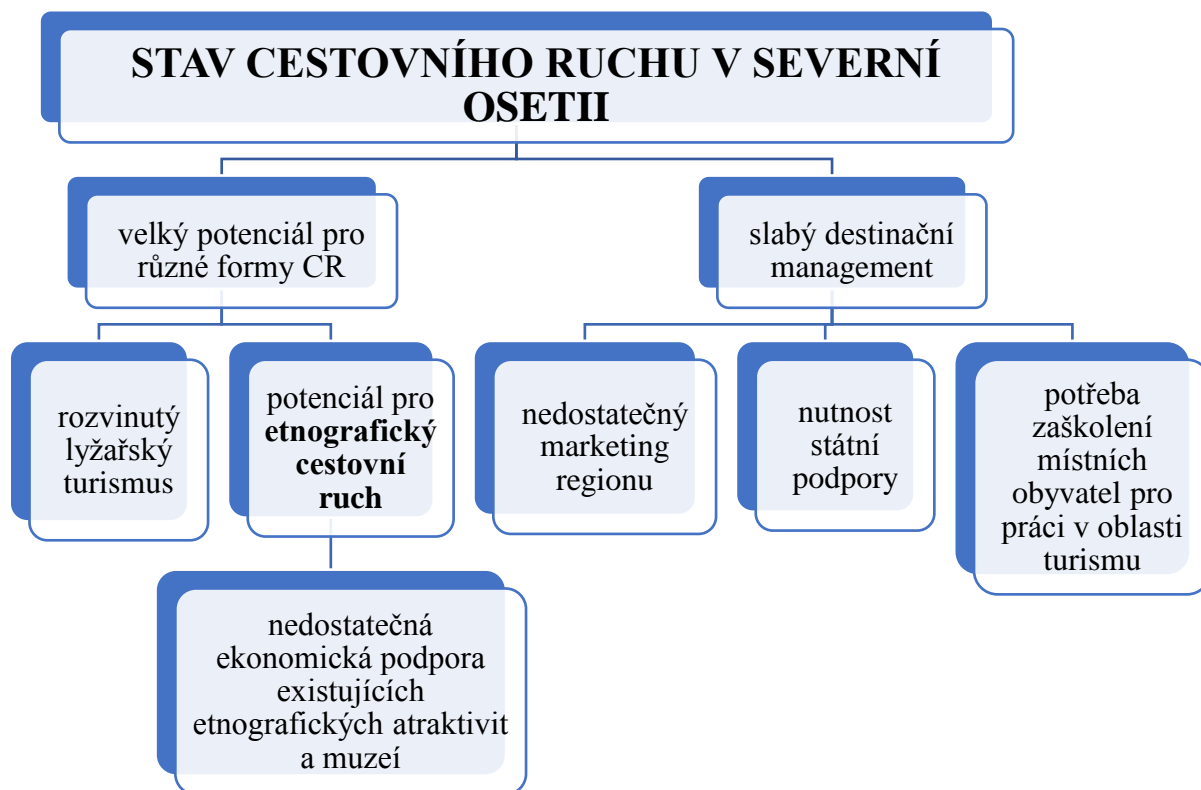 STAV CESTOVNÍHO RUCHU V SEVERNÍ
OSETII
velký potenciál pro
různé formy CR
slabý destinační
management
rozvinutý
lyžařský
turismus
potenciál pro
etnografický
cestovní
ruch
nedostatečný
marketing
regionu
nutnost
státní
podpory
potřeba
zaškolení
místních
obyvatel pro
práci v oblasti
turismu
nedostatečná
ekonomická podpora
existujících
etnografických atraktivit
a muzeí